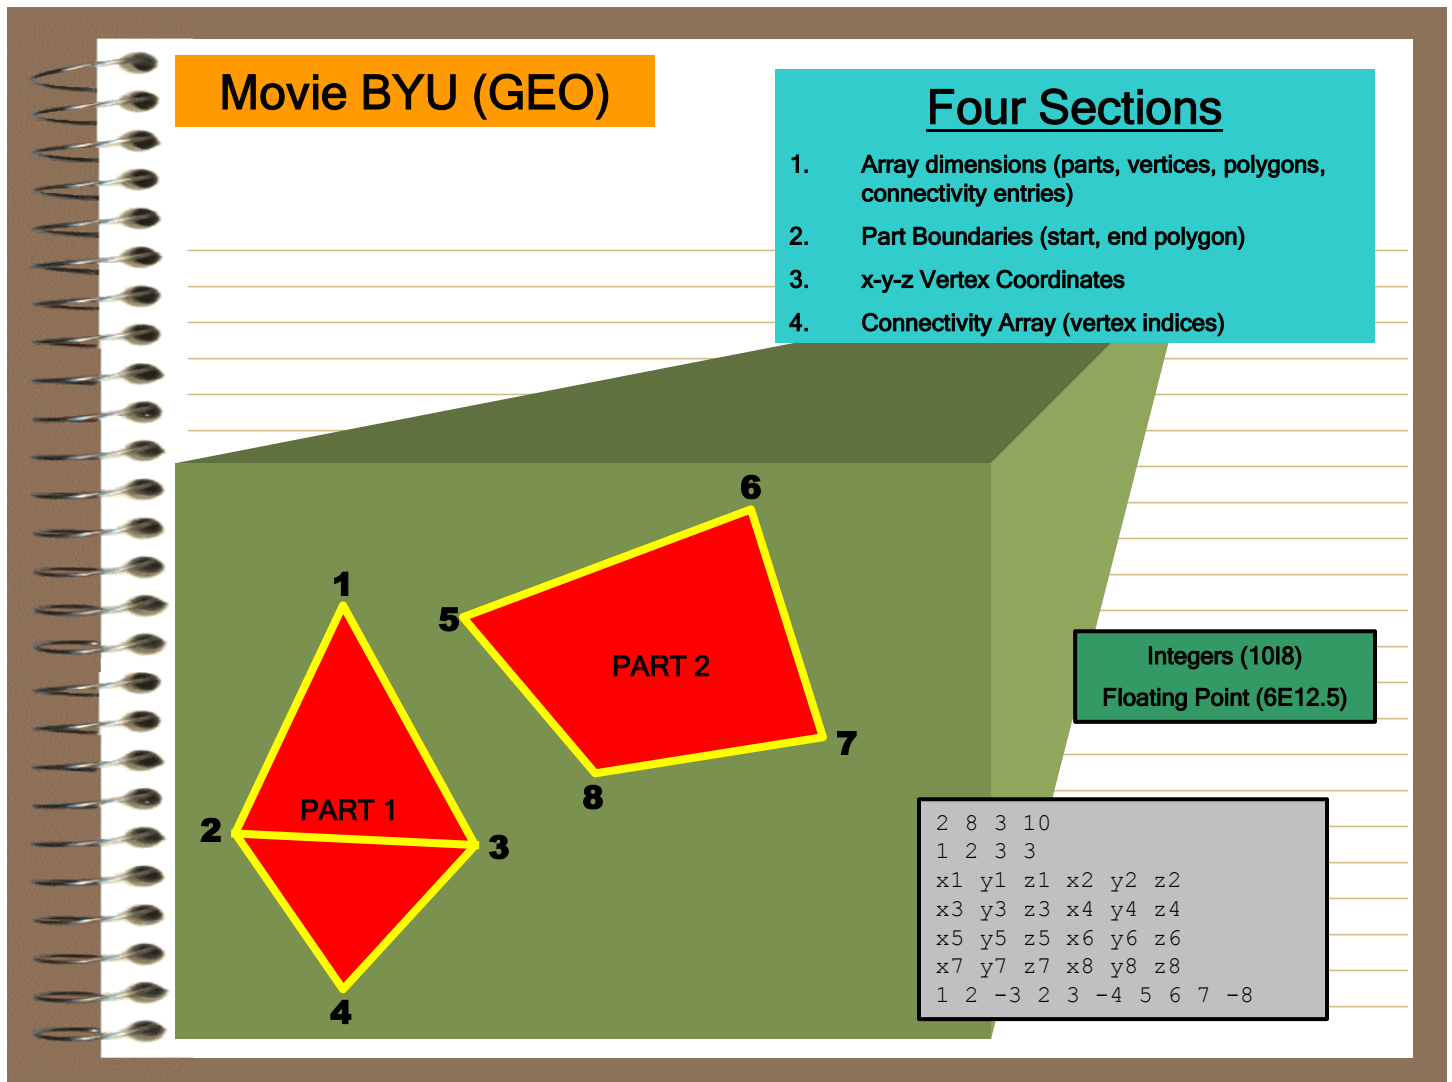 Movie BYU (GEO)
Four Sections
1. Array dimensions (parts, vertices, polygons,
connectivity entries)
2. Part Boundaries (start, end polygon)
3. x-y-z Vertex Coordinates
4. Connectivity Array (vertex indices)
6
1
5
PART 2
7
8
PART 1
2
3
4
Integers (10I8)
Floating Point (6E12.5)
2 8 3 10
1 2 3 3
x1 y1 z1 x2 y2 z2
x3 y3 z3 x4 y4 z4
x5 y5 z5 x6 y6 z6
x7 y7 z7 x8 y8 z8
1 2 -3 2 3 -4 5 6 7 -8